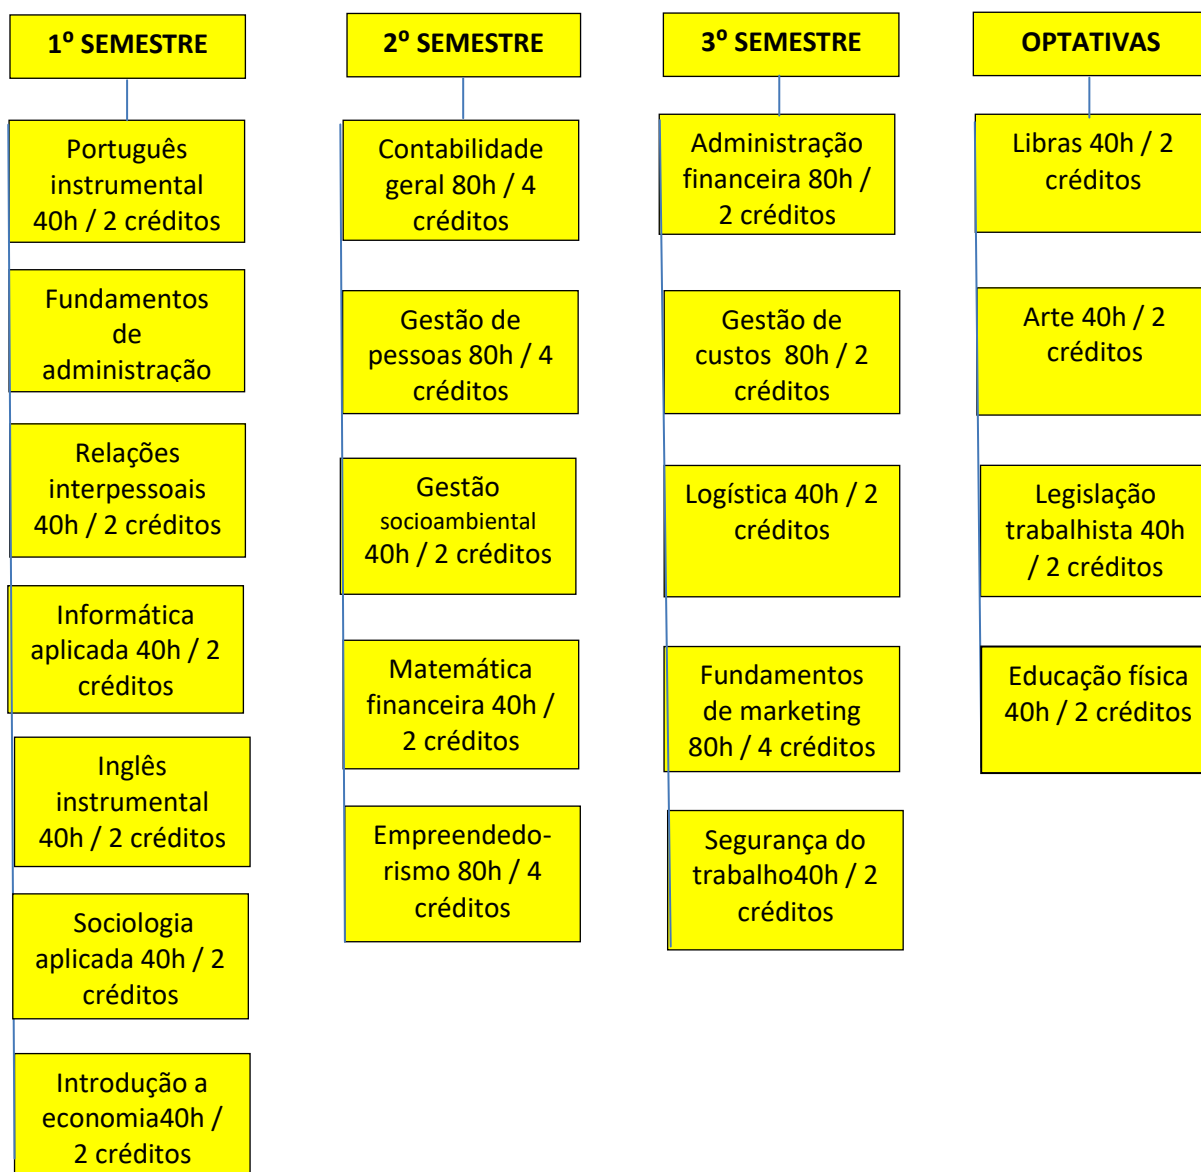 1º SEMESTRE
Português
instrumental
40h / 2 créditos
Fundamentos
de
administração
Relações
interpessoais
40h / 2 créditos
Informática
aplicada 40h / 2
créditos
Inglês
instrumental
40h / 2 créditos
Sociologia
aplicada 40h / 2
créditos
Introdução a
economia40h /
2 créditos
2º SEMESTRE
Contabilidade
geral 80h / 4
créditos
Gestão de
pessoas 80h / 4
créditos
Gestão
socioambiental
40h / 2 créditos
Matemática
financeira 40h /
2 créditos
Empreendedo-
rismo 80h / 4
créditos
3º SEMESTRE
Administração
financeira 80h /
2 créditos
Gestão de
custos 80h / 2
créditos
Logística 40h / 2
créditos
Fundamentos
de marketing
80h / 4 créditos
Segurança do
trabalho40h / 2
créditos
OPTATIVAS
Libras 40h / 2
créditos
Arte 40h / 2
créditos
Legislação
trabalhista 40h
/ 2 créditos
Educação física
40h / 2 créditos